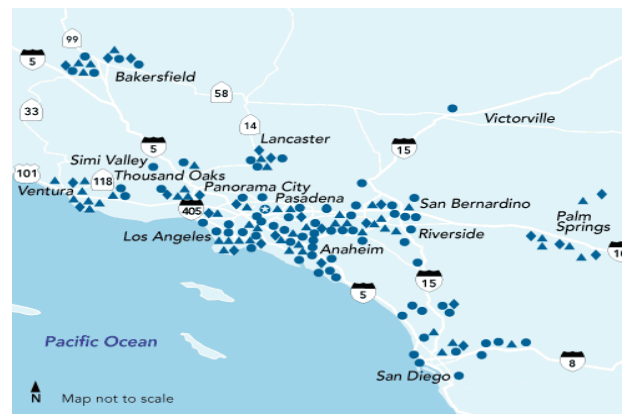 99
5
Bakersfield
58
33
14
Victorville
Lancaster
15
5
Simi Valley
Thousand Oaks
101
118
Panorama City
Ventura
Pasadena
405
San Bernardino
Palm
Springs
Los Angeles
Riverside
Anaheim
10
15
5
Pacific Ocean
8
San Diego
N
Map not to scale